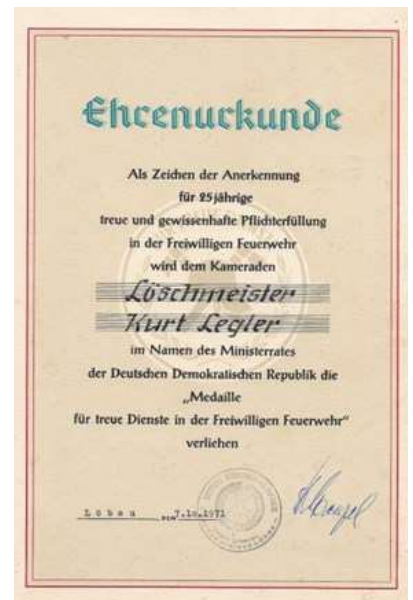 Ehrenurkunde
Als Zeichen der Anerkennung
für 25jährige
treue und gewissenhafte Pflichterfüllung
in der Freiwilligen Feuerwehr
wird dem Kameraden
Löschmeister
Kurt Legler
im Namen des Ministerrates
der Deutschen Demokratischen Republik die
„Medaille
für treue Dienste in der Freiwilligen Feuerwehr“
verliehen
Löbau, den 7.10.1971